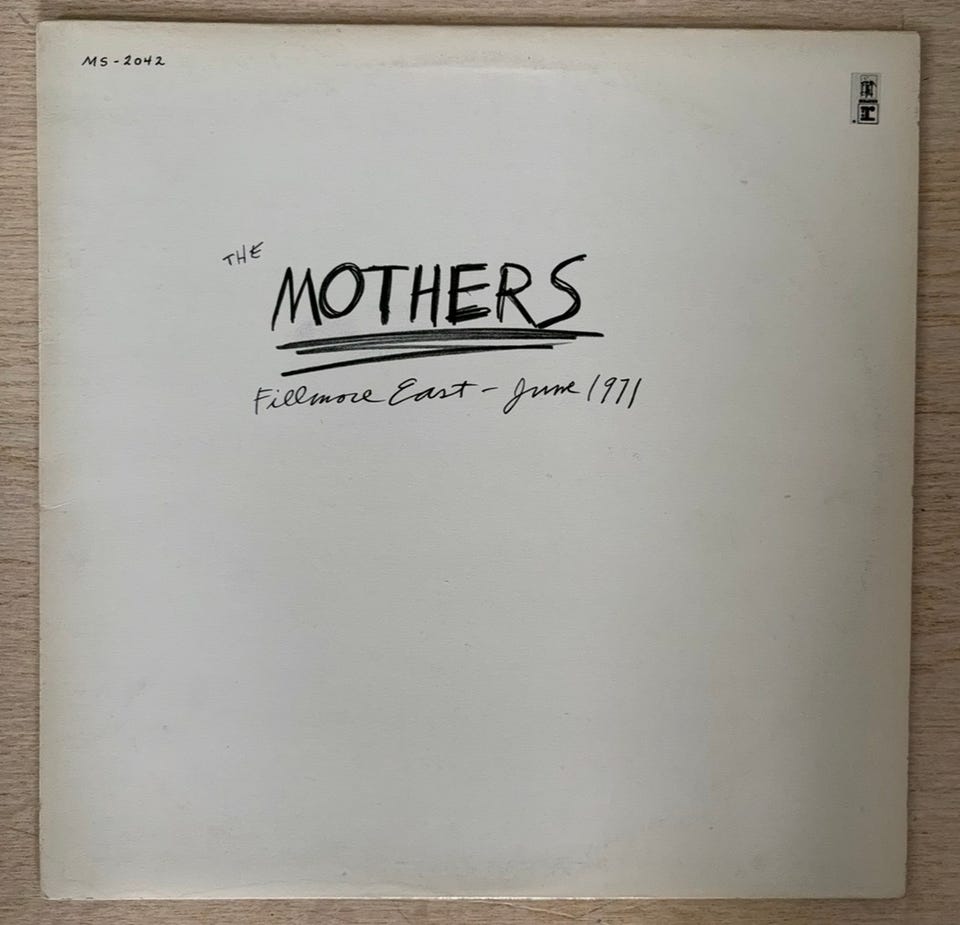 MS-2042
THE
MOTHERS
Fillmore East - June 1971